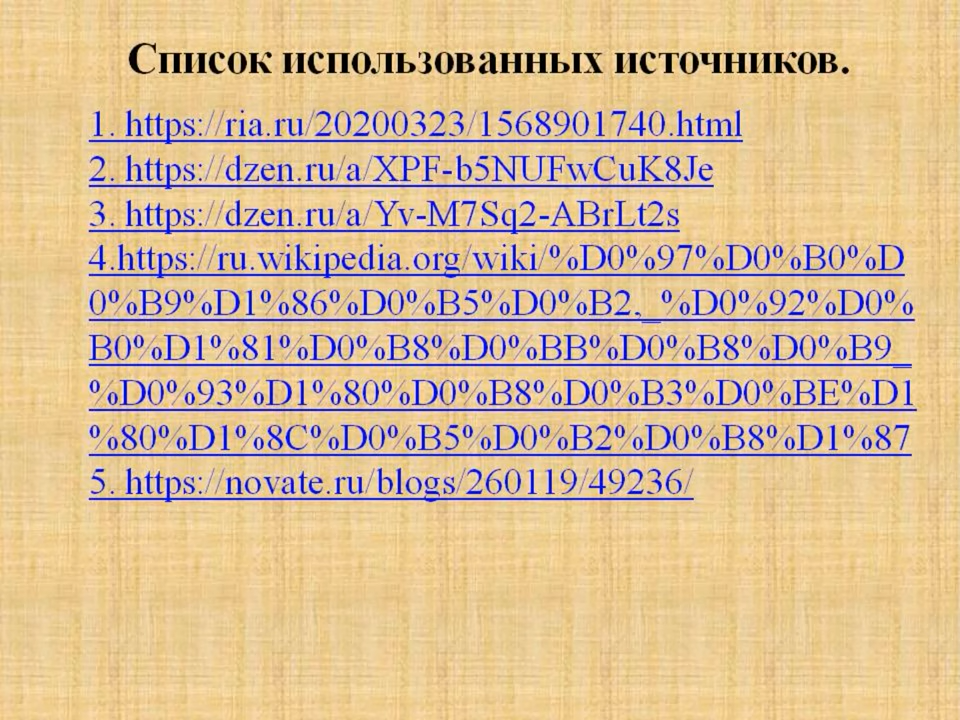 Список использованных источников.
1. https://ria.ru/20200323/1568901740.html
2. https://dzen.ru/a/XPF-b5NUFwCuK8Je
3. https://dzen.ru/a/Yv-M7Sq2-ABrLt2s
4.https://ru.wikipedia.org/wiki/%D0%97%D0%B0%D
0%B9%D1%86%D0%B5%D0%B2,_%D0%92%D0%
B0%D1%81%D0%B8%D0%BB%D0%B8%D0%B9_
%D0%93%D1%80%D0%B8%D0%B3%D0%BE%D1
%80%D1%8C%D0%B5%D0%B2%D0%B8%D1%87
5. https://novate.ru/blogs/260119/49236/